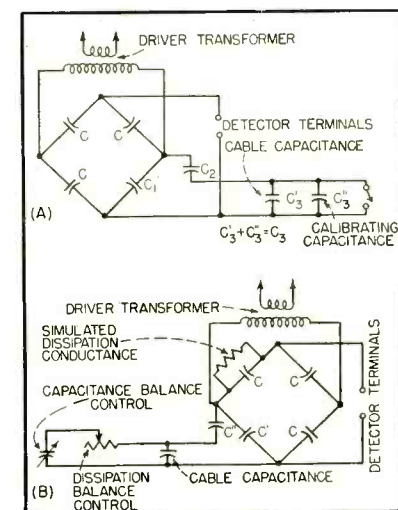 DRIVER TRANSFORMER
DETECTOR TERMINALS
CABLE CAPACITANCE
C
C
C
C₁
C₂
C'₃
C"₃
C'₃+C"₃=C₃
CALIBRATING
CAPACITANCE
(A)
DRIVER TRANSFORMER
SIMULATED
DISSIPATION
CONDUCTANCE
CAPACITANCE BALANCE
CONTROL
DETECTOR TERMINALS
C
C
C"
C'
C
DISSIPATION
BALANCE
CONTROL
CABLE CAPACITANCE
(B)